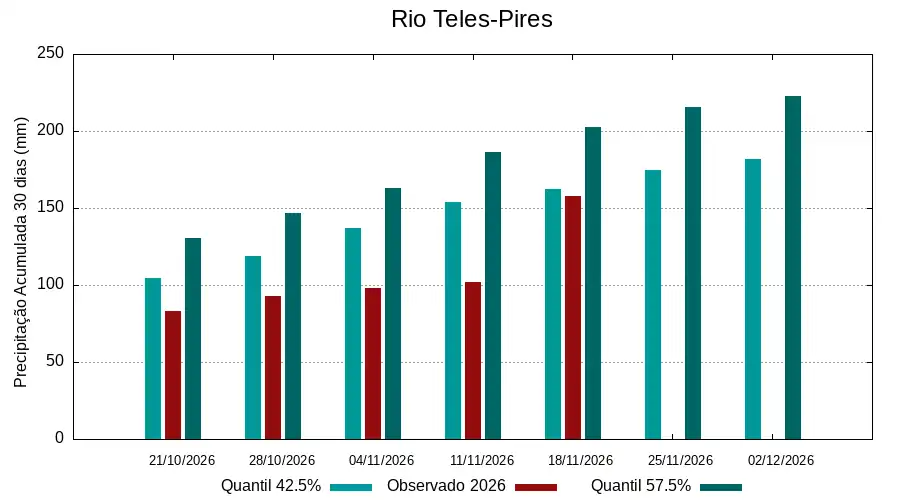 Rio Teles-Pires
Precipitação Acumulada 30 dias (mm)
250
200
150
100
50
0
21/10/2026 28/10/2026 04/11/2026 11/11/2026 18/11/2026 25/11/2026 02/12/2026
Quantil 42.5% Observado 2026 Quantil 57.5%